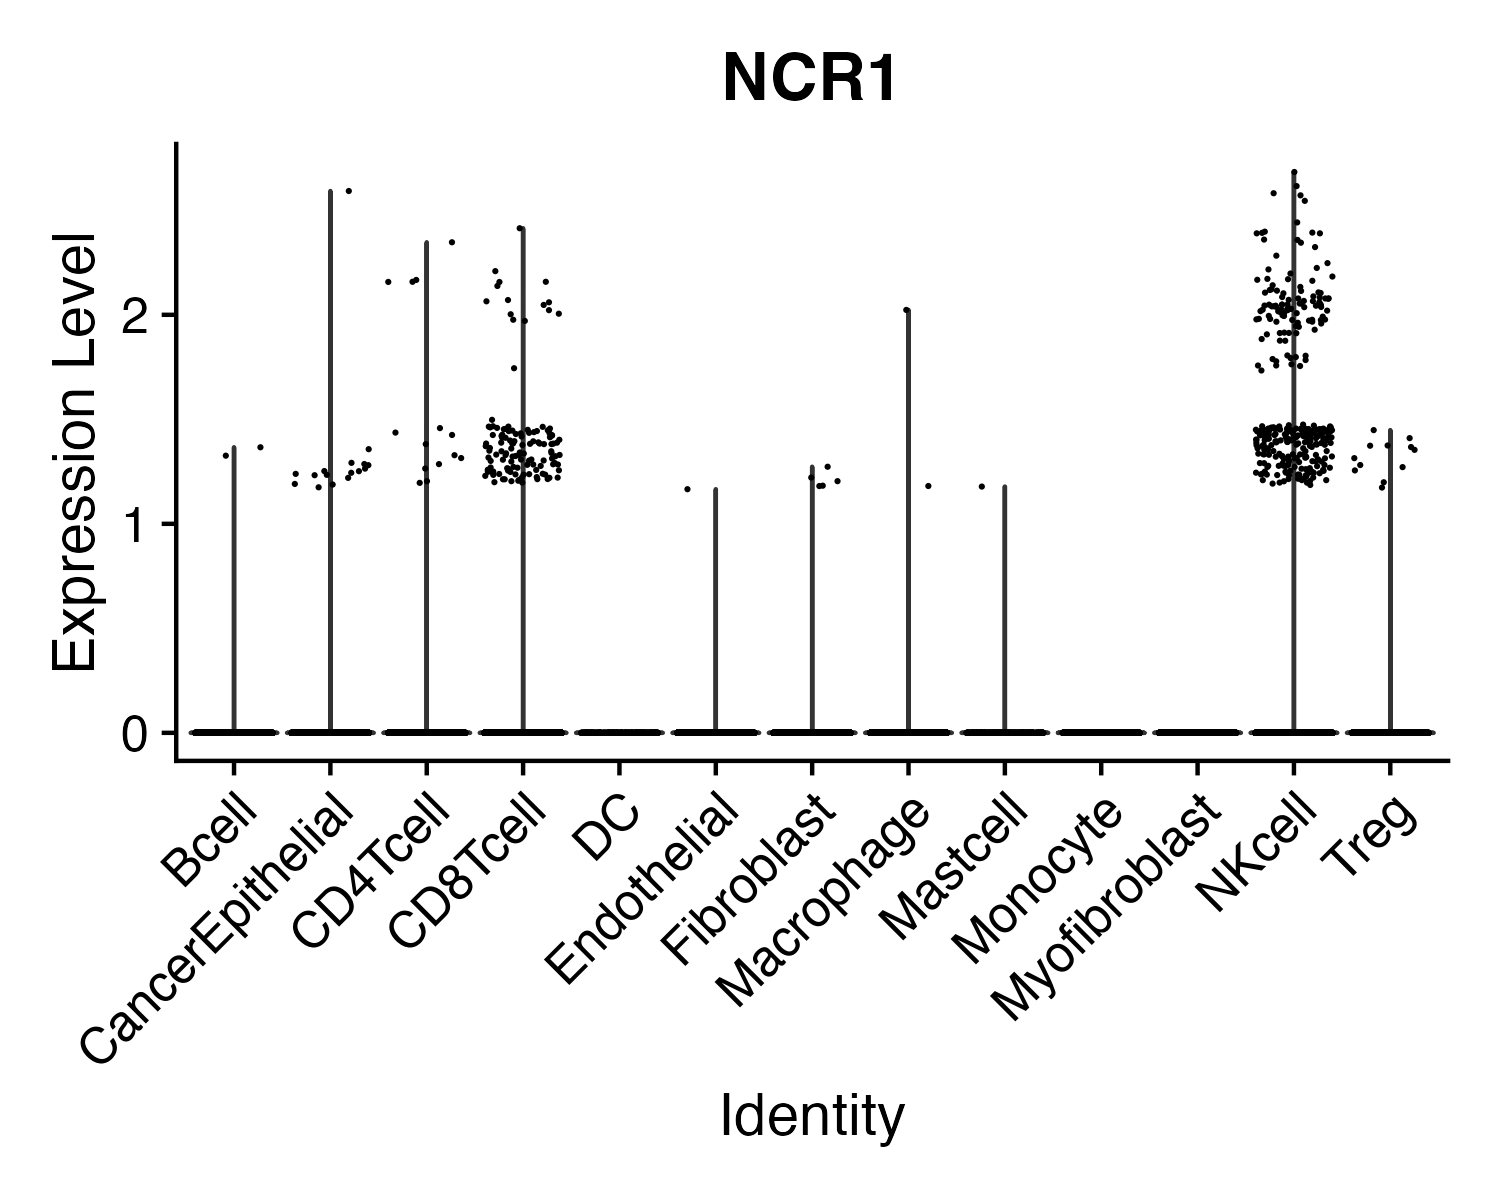 NCR1
Expression Level
2
1
0
Bcell
CancerEpithelial
CD4Tcell
CD8Tcell
DC
Endothelial
Fibroblast
Macrophage
Mastcell
Monocyte
Myofibroblast
NKcell
Treg
Identity